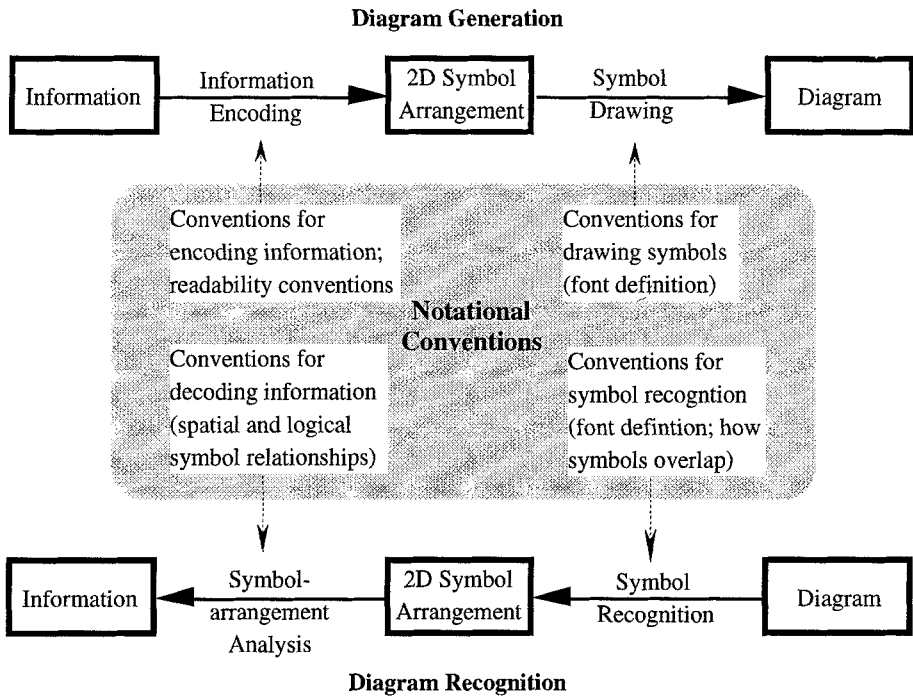 Diagram Generation
Information
Information
Encoding
2D Symbol
Arrangement
Symbol
Drawing
Diagram
Conventions for
encoding information;
readability conventions
Conventions for
drawing symbols
(font definition)
Notational
Conventions
Conventions for
decoding information
(spatial and logical
symbol relationships)
Conventions for
symbol recogntion
(font defintion; how
symbols overlap)
Information
Symbol-
arrangement
Analysis
2D Symbol
Arrangement
Symbol
Recognition
Diagram
Diagram Recognition